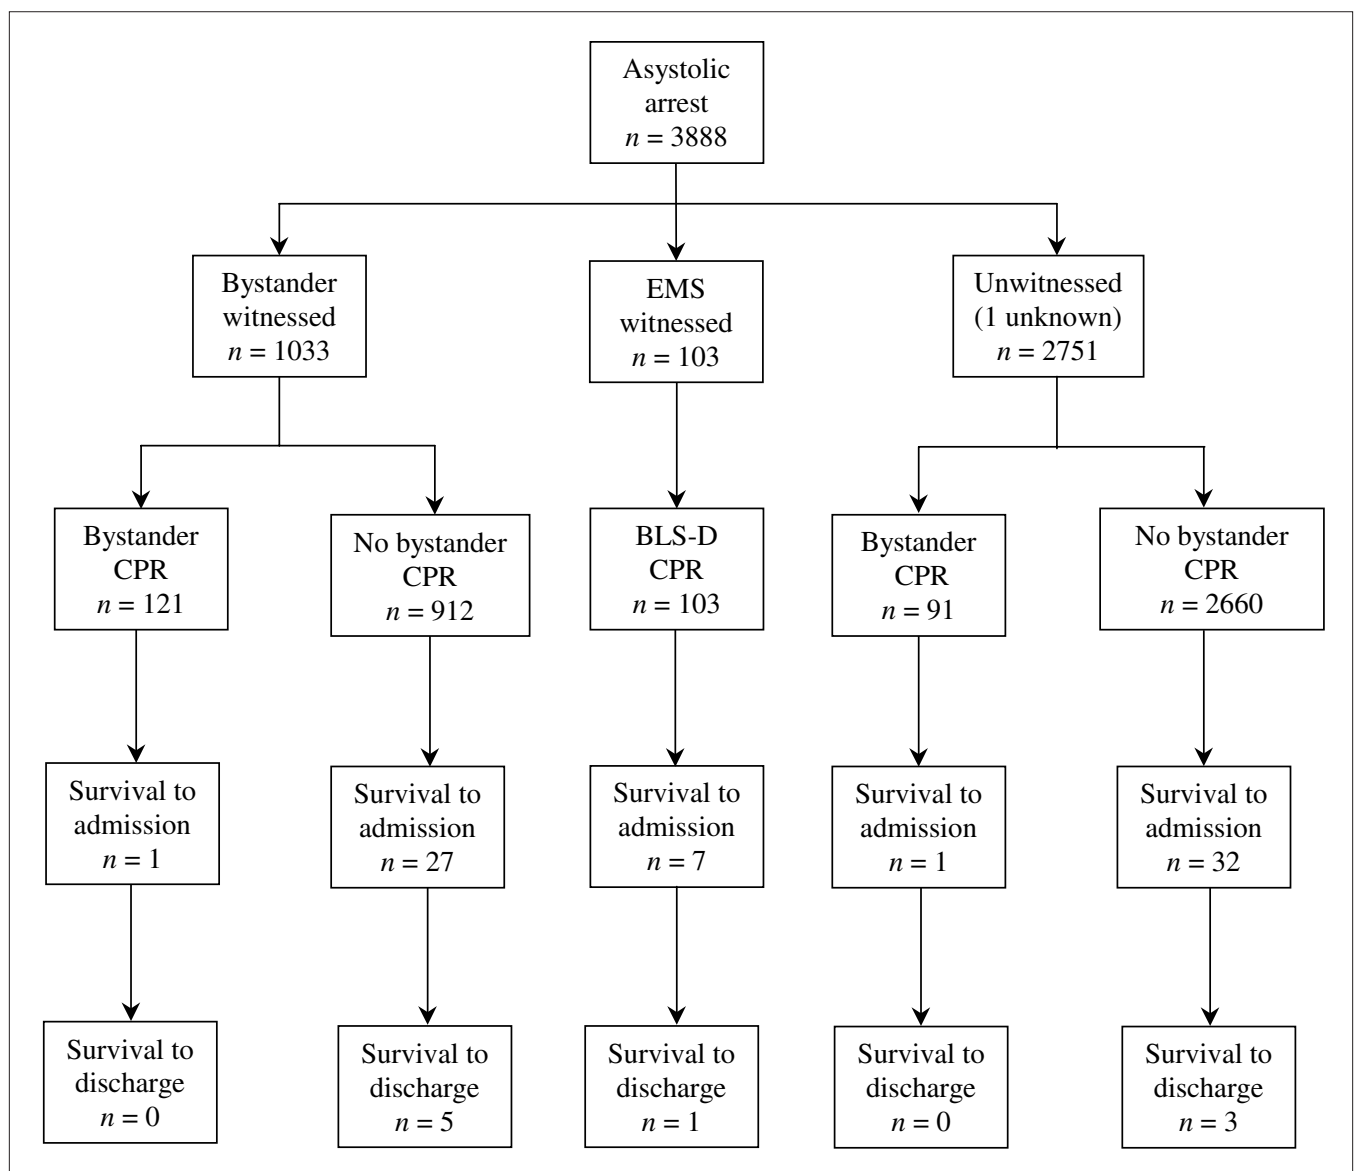 Asystolic
arrest
n = 3888
Bystander
witnessed
n = 1033
EMS
witnessed
n = 103
Unwitnessed
(1 unknown)
n = 2751
Bystander
CPR
n = 121
No bystander
CPR
n = 912
BLS-D
CPR
n = 103
Bystander
CPR
n = 91
No bystander
CPR
n = 2660
Survival to
admission
n = 1
Survival to
admission
n = 27
Survival to
admission
n = 7
Survival to
admission
n = 1
Survival to
admission
n = 32
Survival to
discharge
n = 0
Survival to
discharge
n = 5
Survival to
discharge
n = 1
Survival to
discharge
n = 0
Survival to
discharge
n = 3